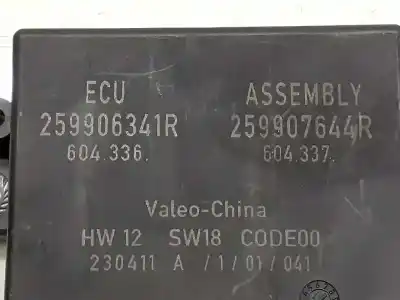 ECU ASSEMBLY
259906341R 259907644R
604.336. 604.337.
Valeo-China
HW 12 SW18 CODE00
230411 A /1/01/041